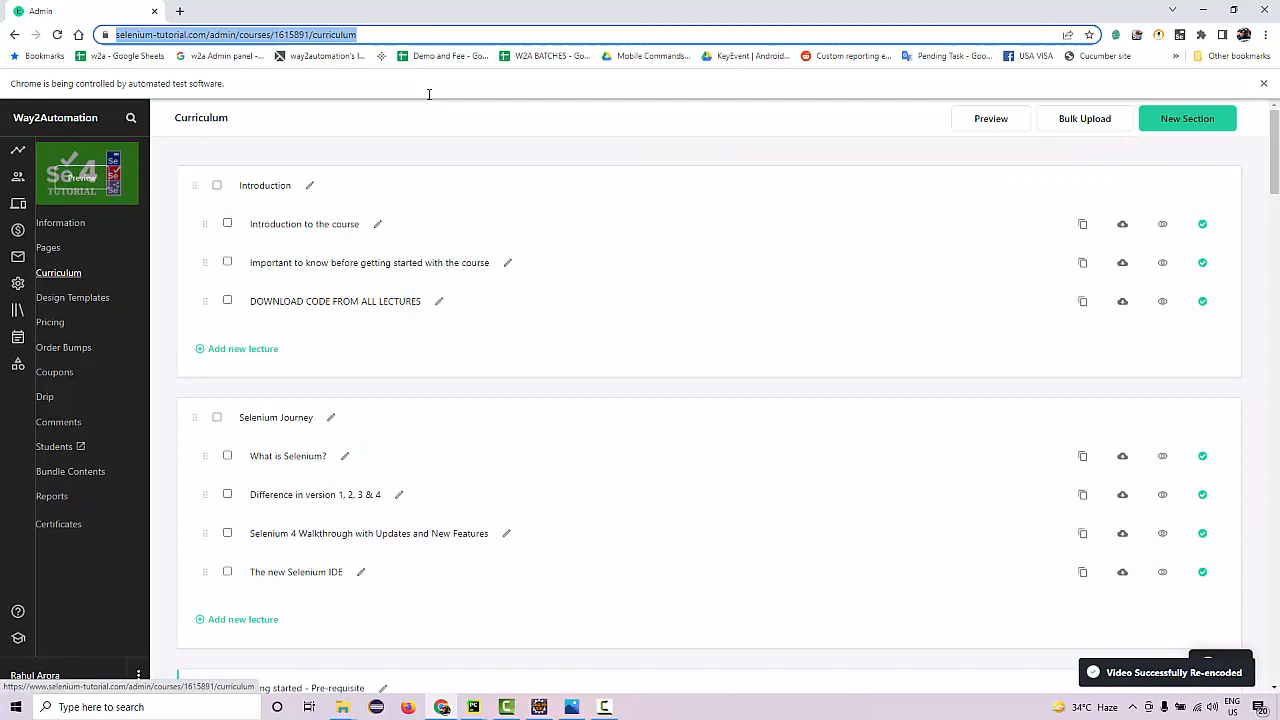 Admin
selenium-tutorial.com/admin/courses/1615891/curriculum
Bookmarks
w2a - Google Sheets
w2a Admin panel -...
way2automation's I...
Demo and Fee - Go...
W2A BATCHES - Go...
Mobile Commands...
KeyEvent | Android...
Custom reporting e...
Pending Task - Goo...
USA VISA
Cucumber site
»
Other bookmarks
Chrome is being controlled by automated test software.
Way2Automation
Curriculum
Preview
Bulk Upload
New Section
Se 4
TUTORIAL
Preview
Se
Se
Information
Pages
Curriculum
Design Templates
Pricing
Order Bumps
Coupons
Drip
Comments
Students
Bundle Contents
Reports
Certificates
Rahul Arora
Introduction
Introduction to the course
Important to know before getting started with the course
DOWNLOAD CODE FROM ALL LECTURES
Add new lecture
Selenium Journey
What is Selenium?
Difference in version 1, 2, 3 & 4
Selenium 4 Walkthrough with Updates and New Features
The new Selenium IDE
Add new lecture
ng started - Pre-requisite
Video Successfully Re-encoded
https://www.selenium-tutorial.com/admin/courses/1615891/curriculum
Type here to search
34°C Haze
ENG
US
20